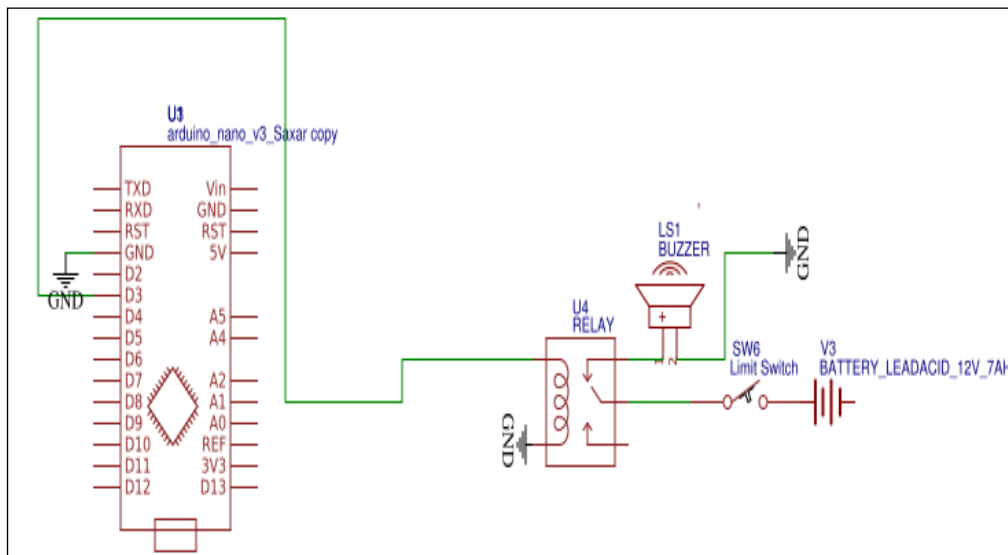 U3
arduino_nano_v3_Saxar copy
TXD Vin
RXD GND
RST RST
GND 5V
D2
GND D3
D4 A5
D5 A4
D6
D7 A2
D8 A1
D9 A0
D10 REF
D11 3V3
D12 D13
LS1
BUZZER
+
1 2
GND
U4
RELAY
GND
SW6
Limit Switch
V3
BATTERY_LEADACID_12V_7AH